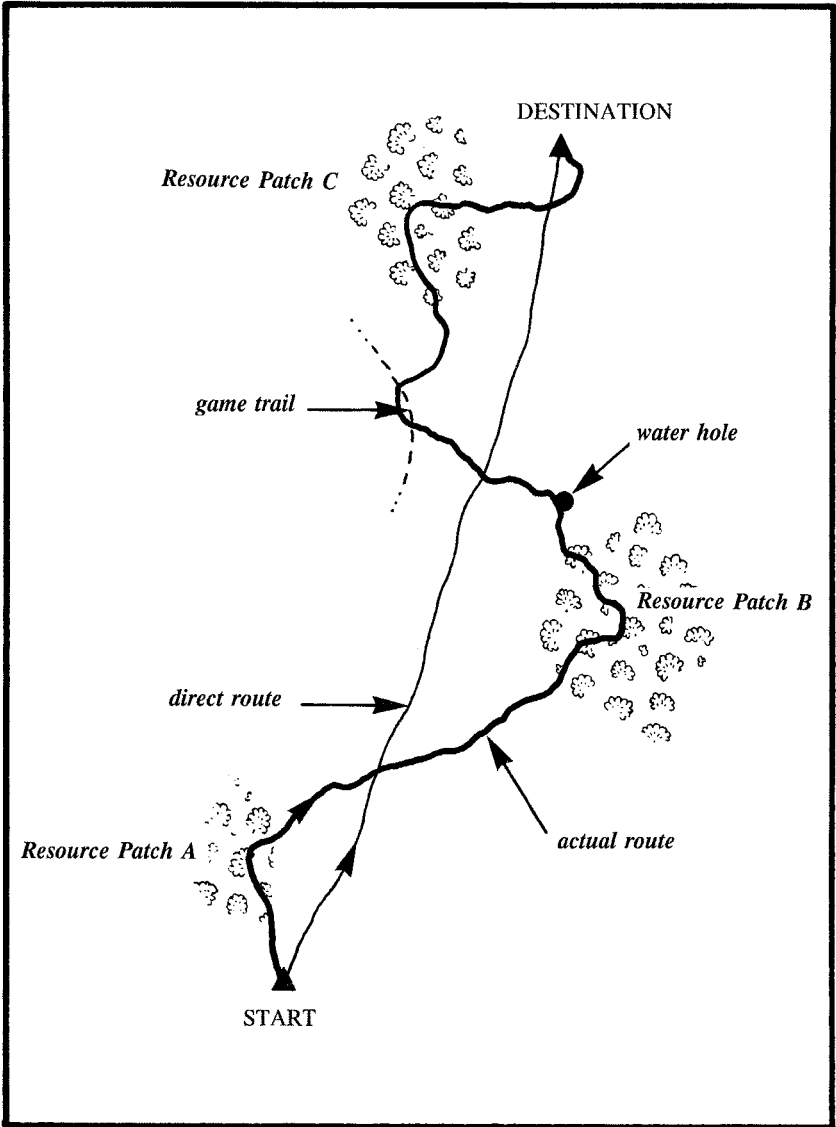 DESTINATION
Resource Patch C
game trail
water hole
Resource Patch B
direct route
actual route
Resource Patch A
START